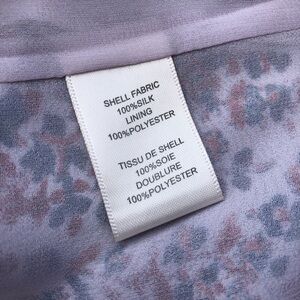 SHELL FABRIC
100%SILK
LINING
100%POLYESTER
TISSU DE SHELL
100%SOIE
DOUBLURE
100%POLYESTER